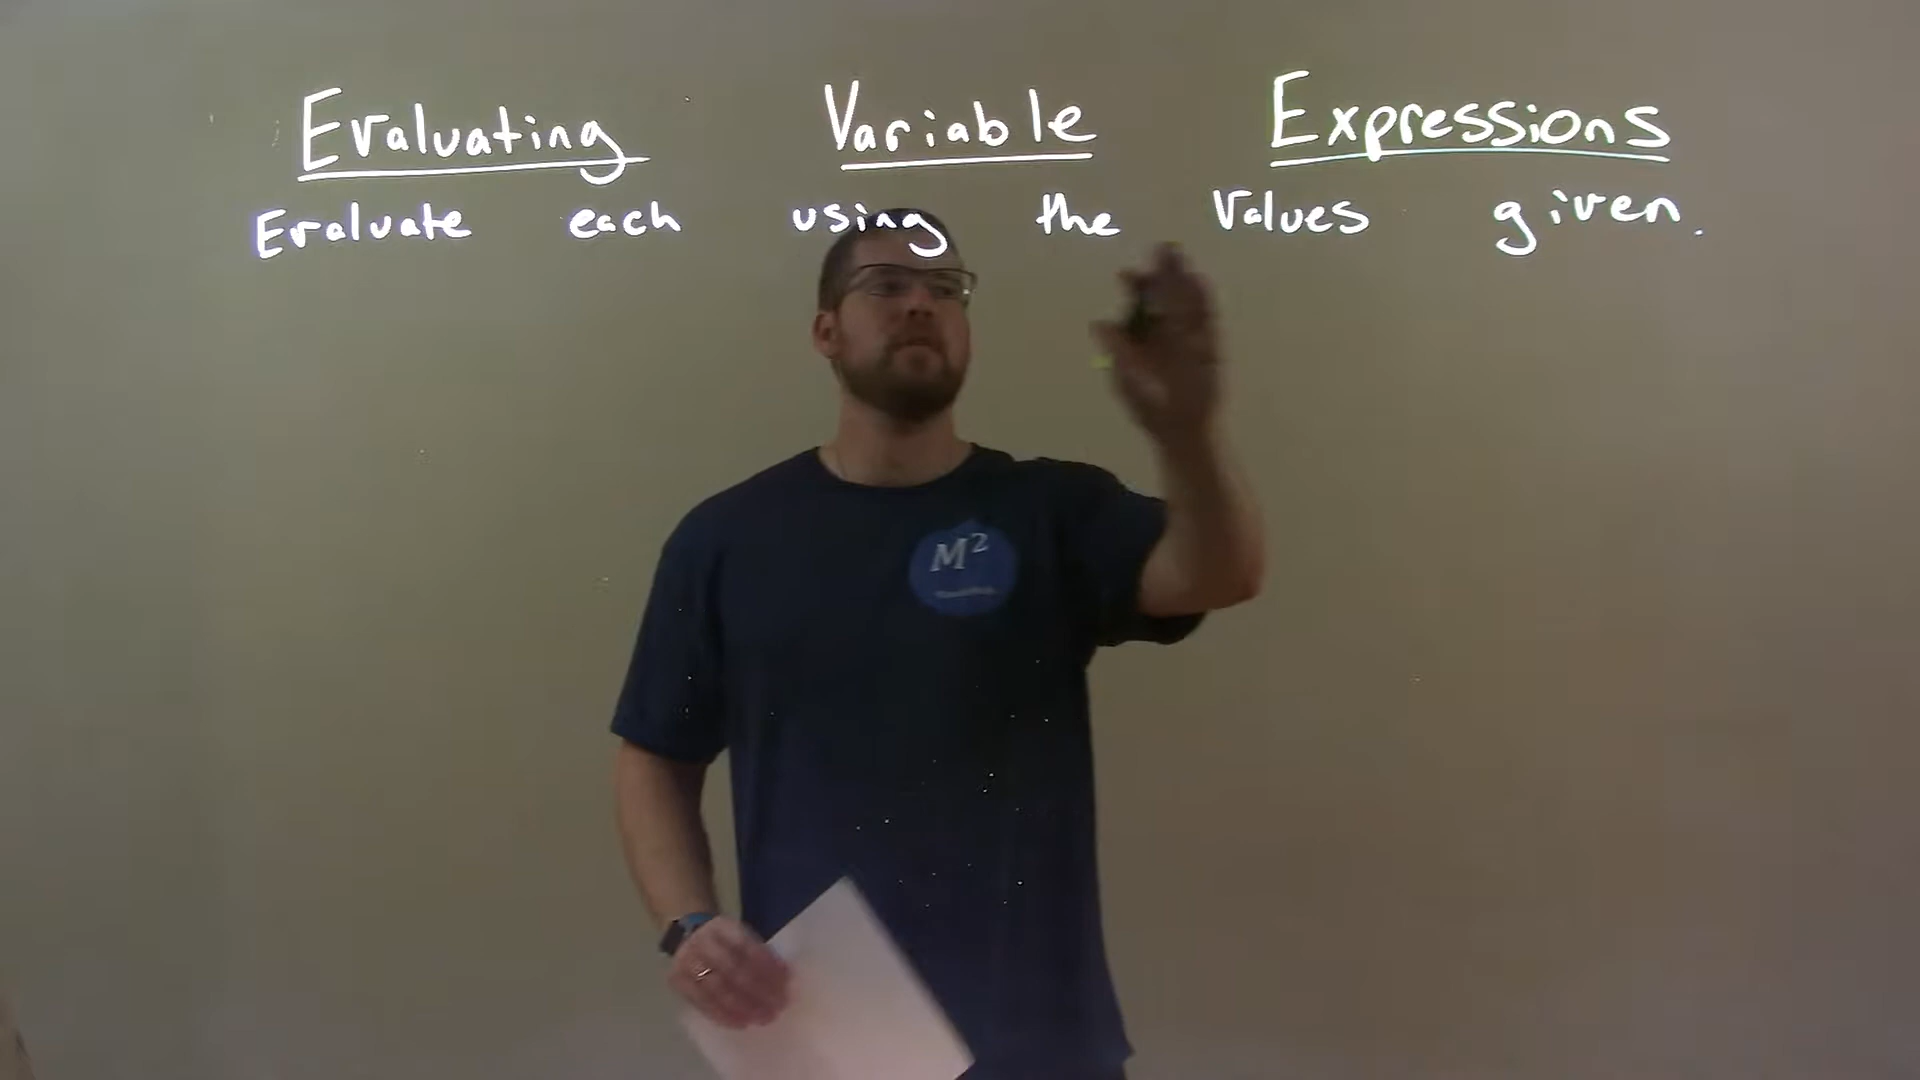 Evaluating Variable Expressions
Evaluate each using the values given.
M²